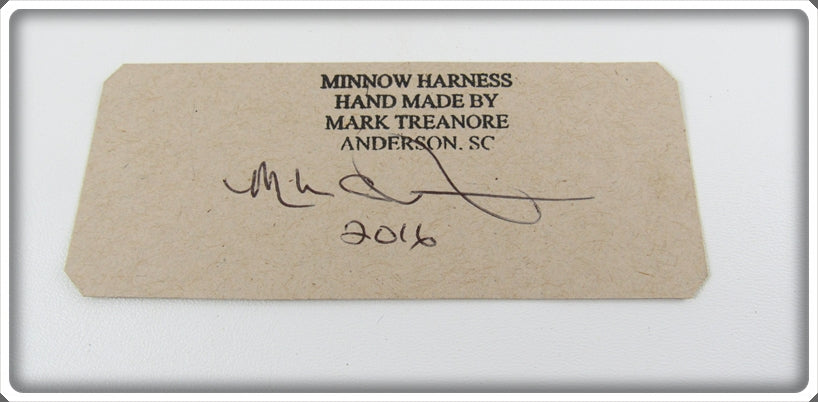 MINNOW HARNESS
HAND MADE BY
MARK TREANORE
ANDERSON, SC
2016